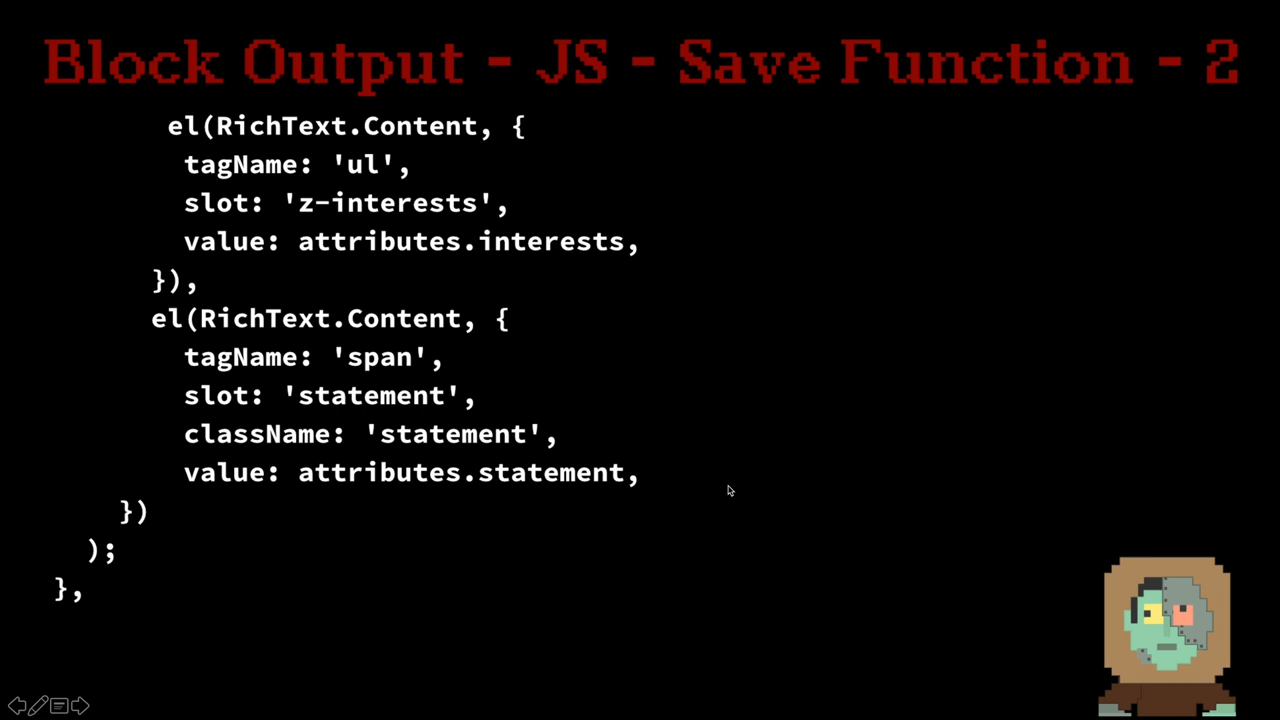 Block Output - JS - Save Function - 2
el(RichText.Content, {
tagName: 'ul',
slot: 'z-interests',
value: attributes.interests,
}),
el(RichText.Content, {
tagName: 'span',
slot: 'statement',
className: 'statement',
value: attributes.statement,
})
);
},